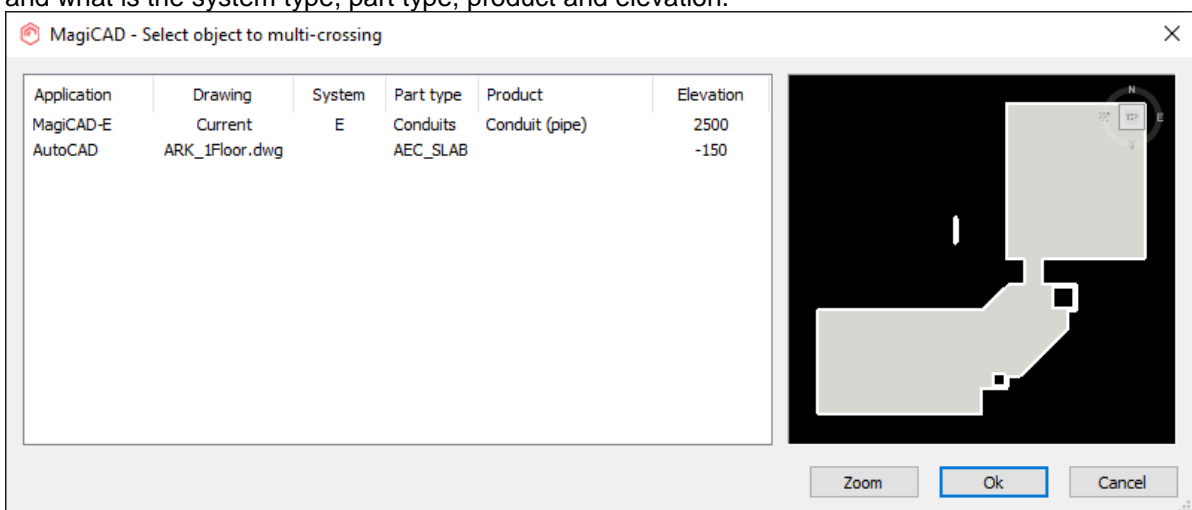 and what is the system type, part type, product and elevation.
MagiCAD - Select object to multi-crossing
Application Drawing System Part type Product Elevation
MagiCAD-E Current E Conduits Conduit (pipe) 2500
AutoCAD ARK_1Floor.dwg AEC_SLAB -150
N
E
Zoom Ok Cancel